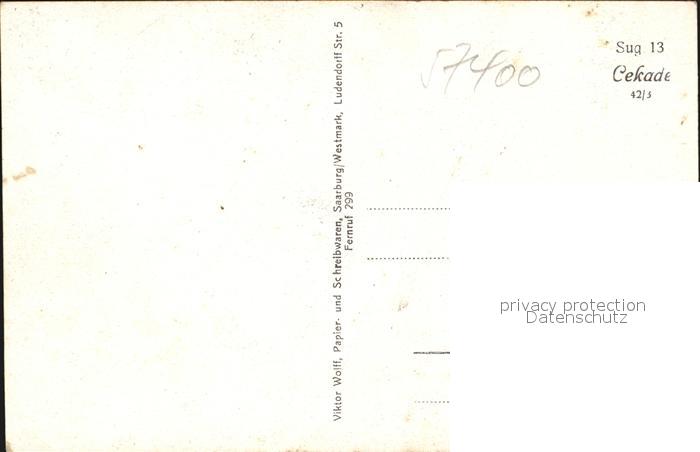 Sug 13
Cekade
42/3
57400
Viktor Wolff, Papier- und Schreibwaren, Saarburg/Westmark, Ludendorff Str. 5
Fernruf 299
privacy protection
Datenschutz